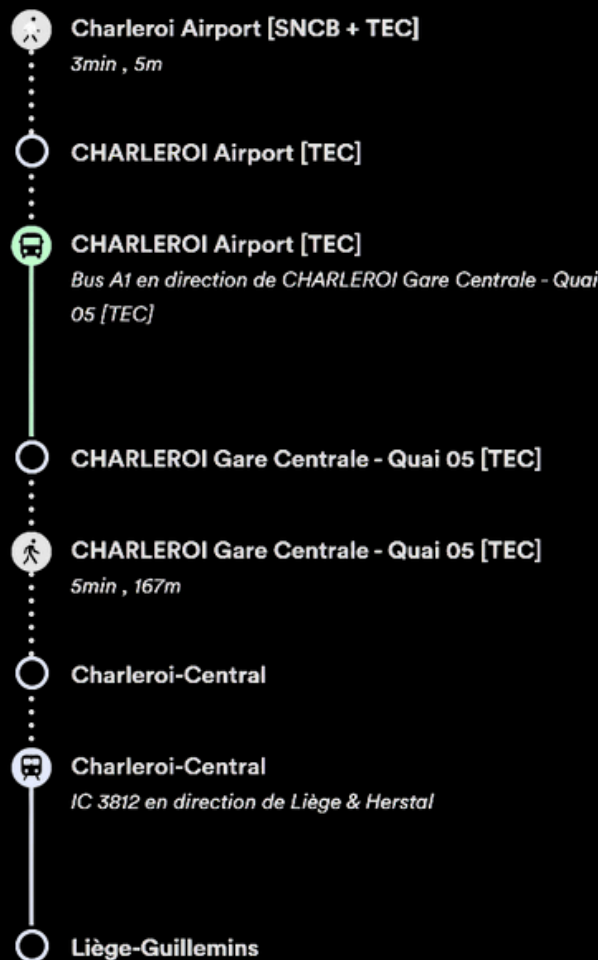 Charleroi Airport [SNCB + TEC]
3min , 5m
CHARLEROI Airport [TEC]
CHARLEROI Airport [TEC]
Bus A1 en direction de CHARLEROI Gare Centrale - Quai
05 [TEC]
CHARLEROI Gare Centrale - Quai 05 [TEC]
CHARLEROI Gare Centrale - Quai 05 [TEC]
5min , 167m
Charleroi-Central
Charleroi-Central
IC 3812 en direction de Liège & Herstal
Liège-Guillemins